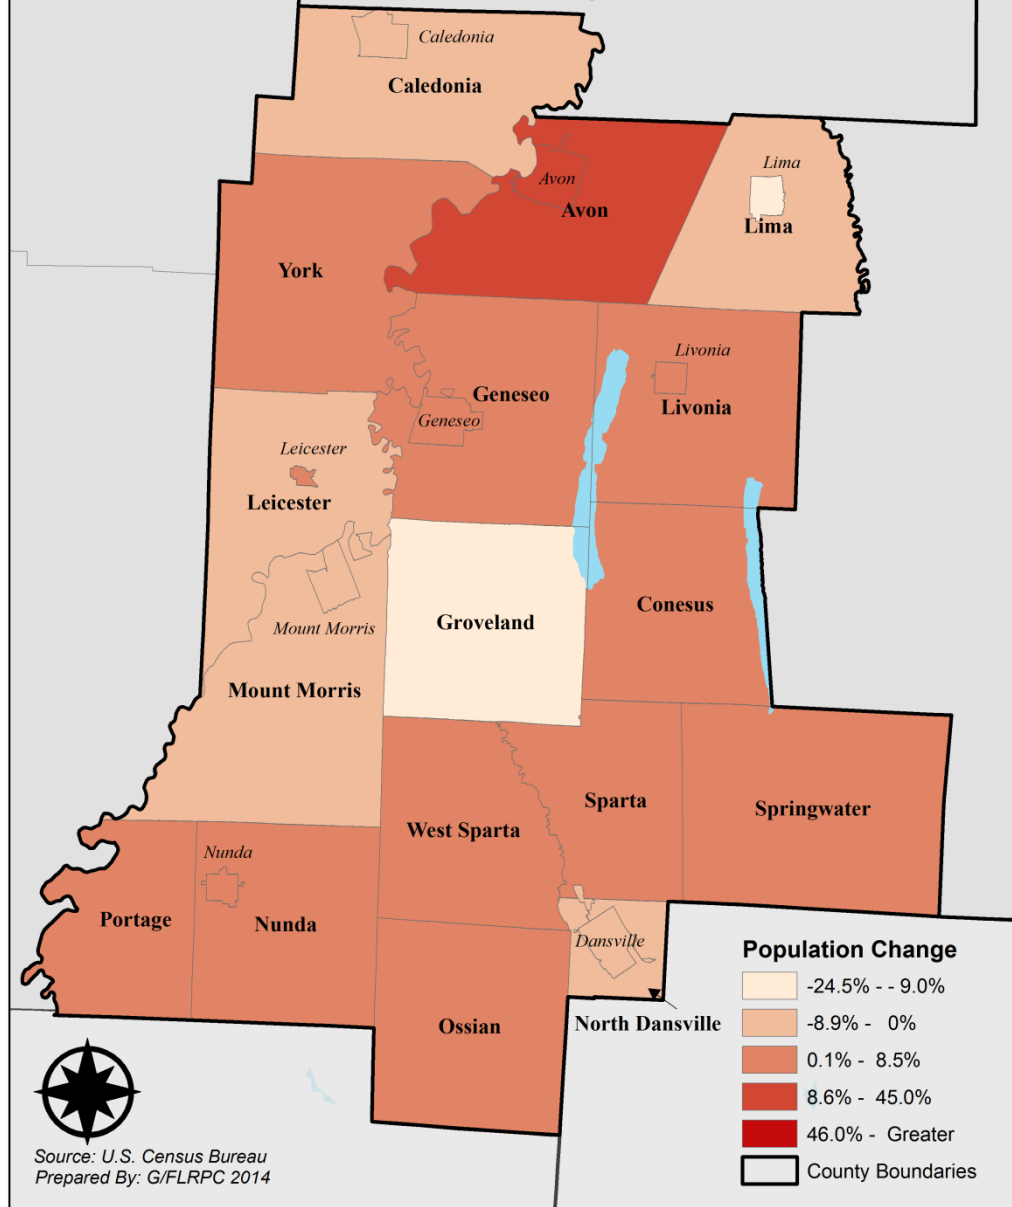 Caledonia
Caledonia
Lima
Avon
Avon
Lima
York
Livonia
Geneseo
Livonia
Geneseo
Leicester
Leicester
Conesus
Groveland
Mount Morris
Mount Morris
Sparta
Springwater
West Sparta
Nunda
Portage
Nunda
Dansville
Ossian
North Dansville
Population Change
-24.5% - - 9.0%
-8.9% - 0%
0.1% - 8.5%
8.6% - 45.0%
46.0% - Greater
County Boundaries
Source: U.S. Census Bureau
Prepared By: G/FLRPC 2014